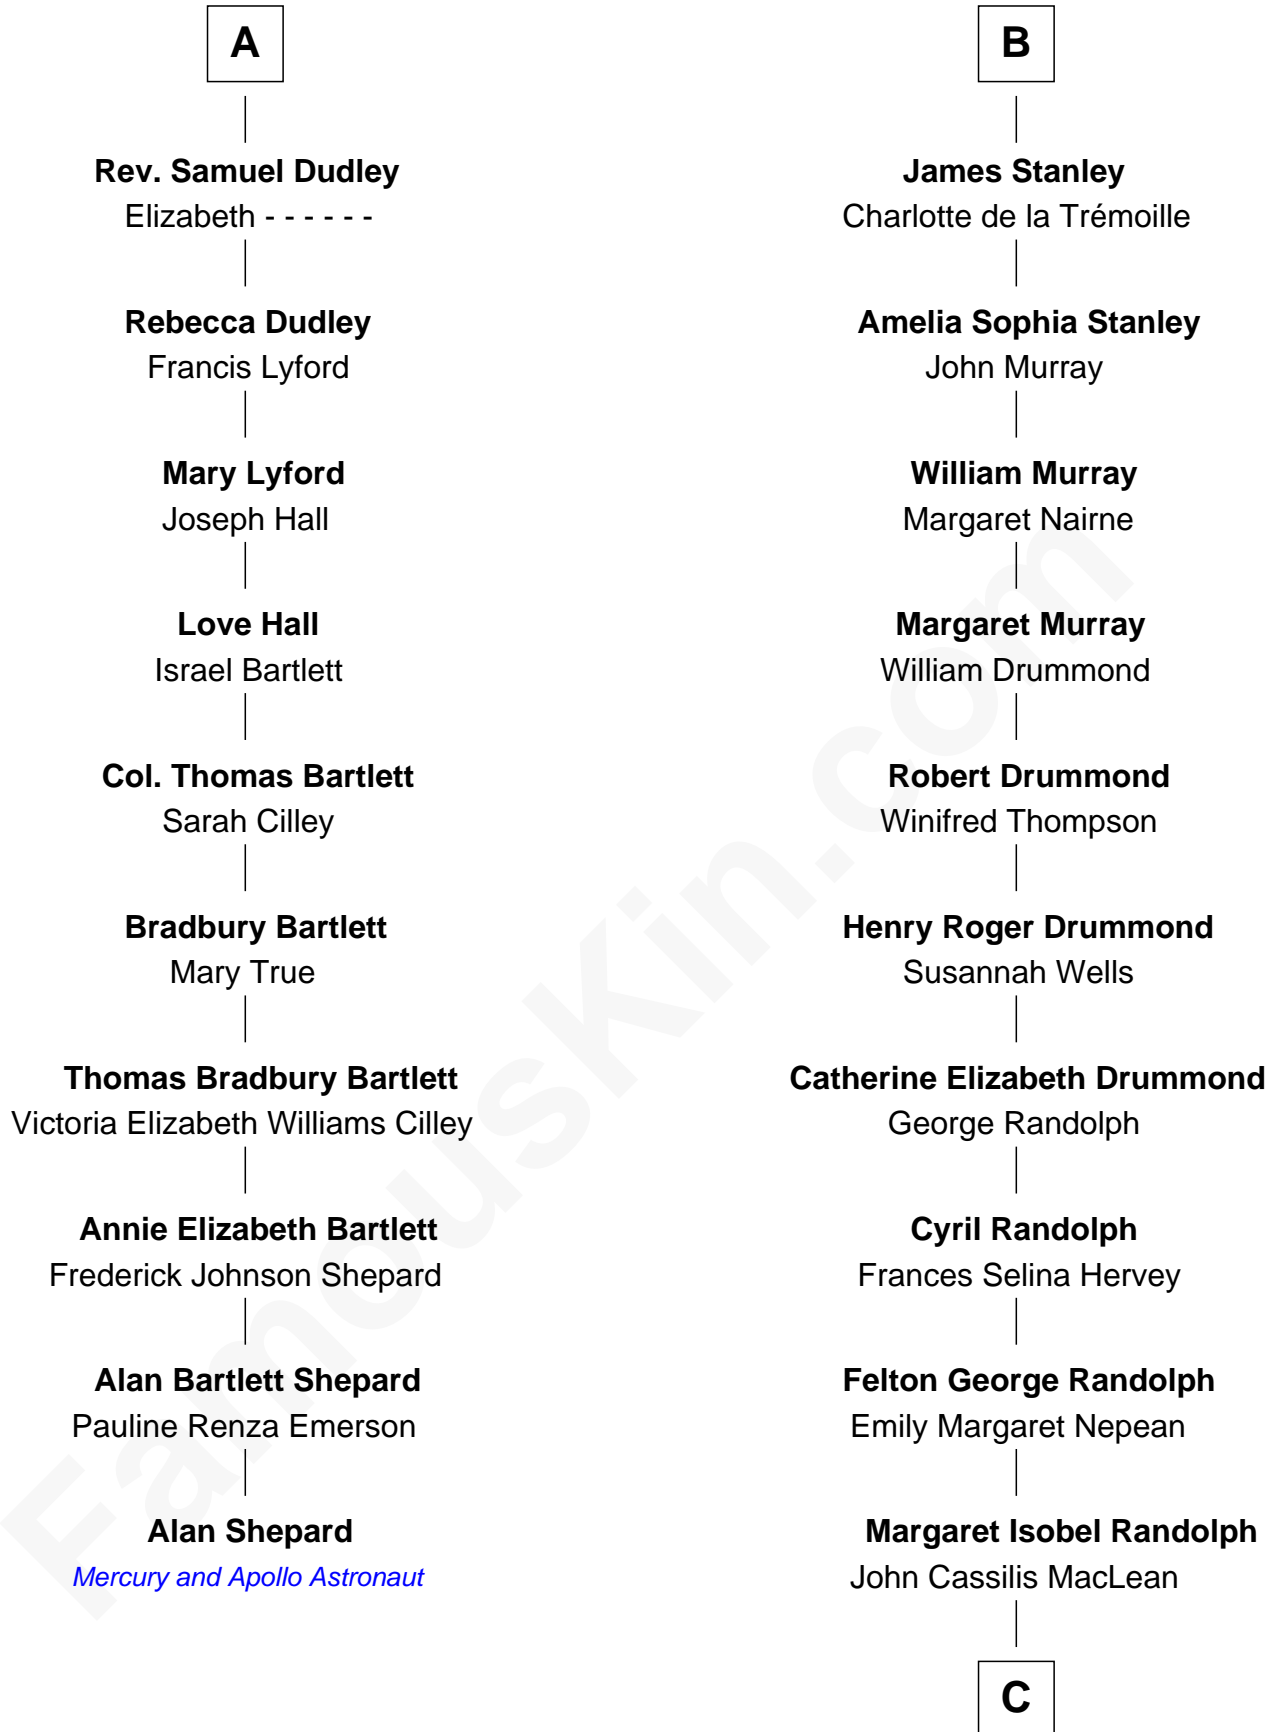 A
Rev. Samuel Dudley
Elizabeth - - - - - -
Rebecca Dudley
Francis Lyford
Mary Lyford
Joseph Hall
Love Hall
Israel Bartlett
Col. Thomas Bartlett
Sarah Cilley
Bradbury Bartlett
Mary True
Thomas Bradbury Bartlett
Victoria Elizabeth Williams Cilley
Annie Elizabeth Bartlett
Frederick Johnson Shepard
Alan Bartlett Shepard
Pauline Renza Emerson
Alan Shepard
Mercury and Apollo Astronaut
B
James Stanley
Charlotte de la Trémoille
Amelia Sophia Stanley
John Murray
William Murray
Margaret Nairne
Margaret Murray
William Drummond
Robert Drummond
Winifred Thompson
Henry Roger Drummond
Susannah Wells
Catherine Elizabeth Drummond
George Randolph
Cyril Randolph
Frances Selina Hervey
Felton George Randolph
Emily Margaret Nepean
Margaret Isobel Randolph
John Cassilis MacLean
C
FamousKin.com